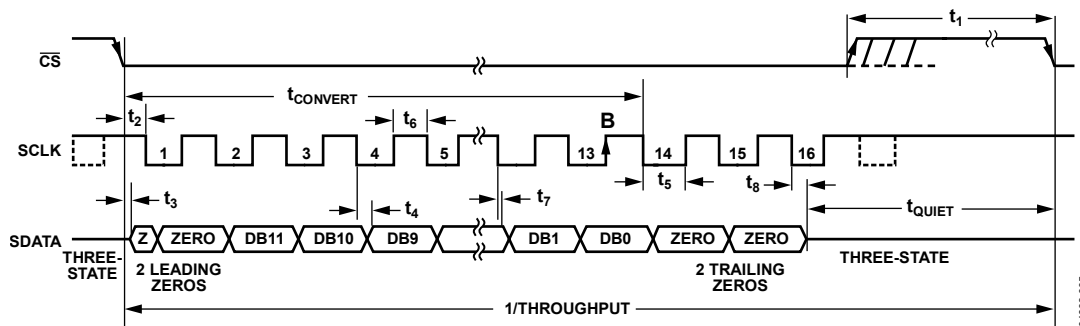 t1
CS
tCONVERT
t2
t6
B
SCLK
1
2
3
4
5
13
14
15
16
t5
t8
t3
t4
t7
tQUIET
SDATA
Z
ZERO
DB11
DB10
DB9
DB1
DB0
ZERO
ZERO
THREE-
STATE
2 LEADING
ZEROS
2 TRAILING
ZEROS
THREE-STATE
1/THROUGHPUT